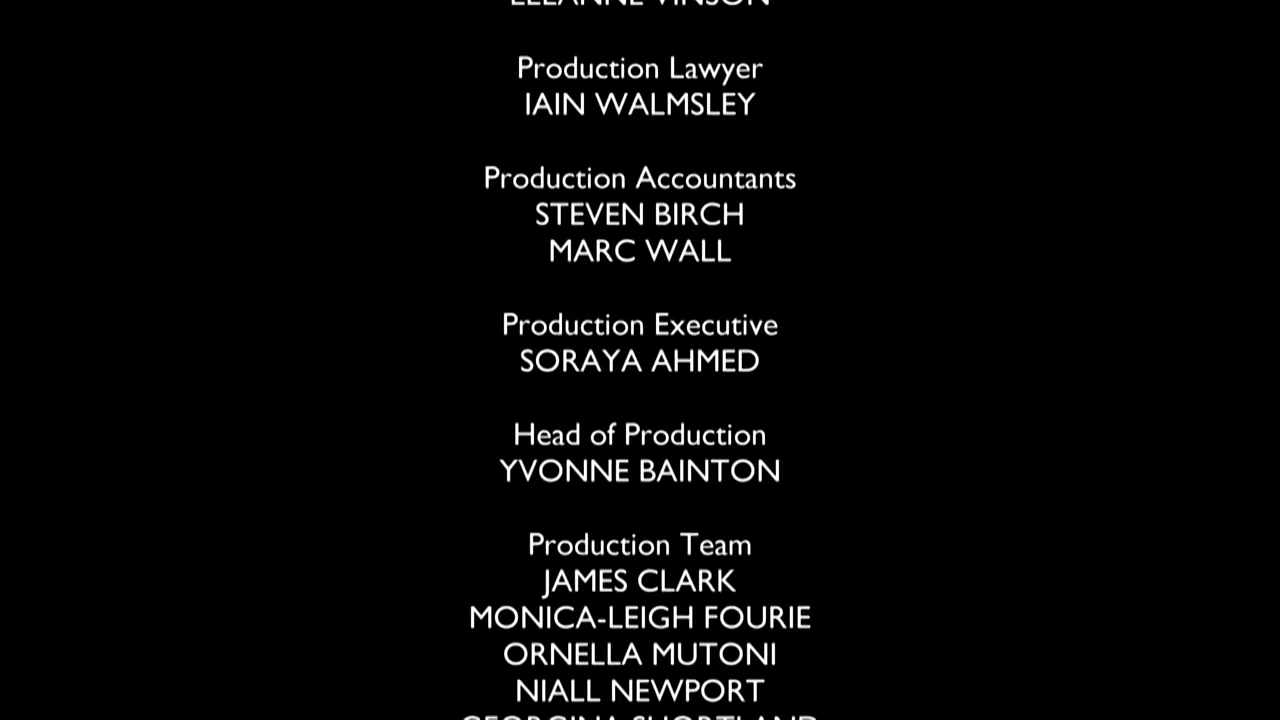 VINSON
Production Lawyer
IAIN WALMSLEY
Production Accountants
STEVEN BIRCH
MARC WALL
Production Executive
SORAYA AHMED
Head of Production
YVONNE BAINTON
Production Team
JAMES CLARK
MONICA-LEIGH FOURIE
ORNELLA MUTONI
NIALL NEWPORT